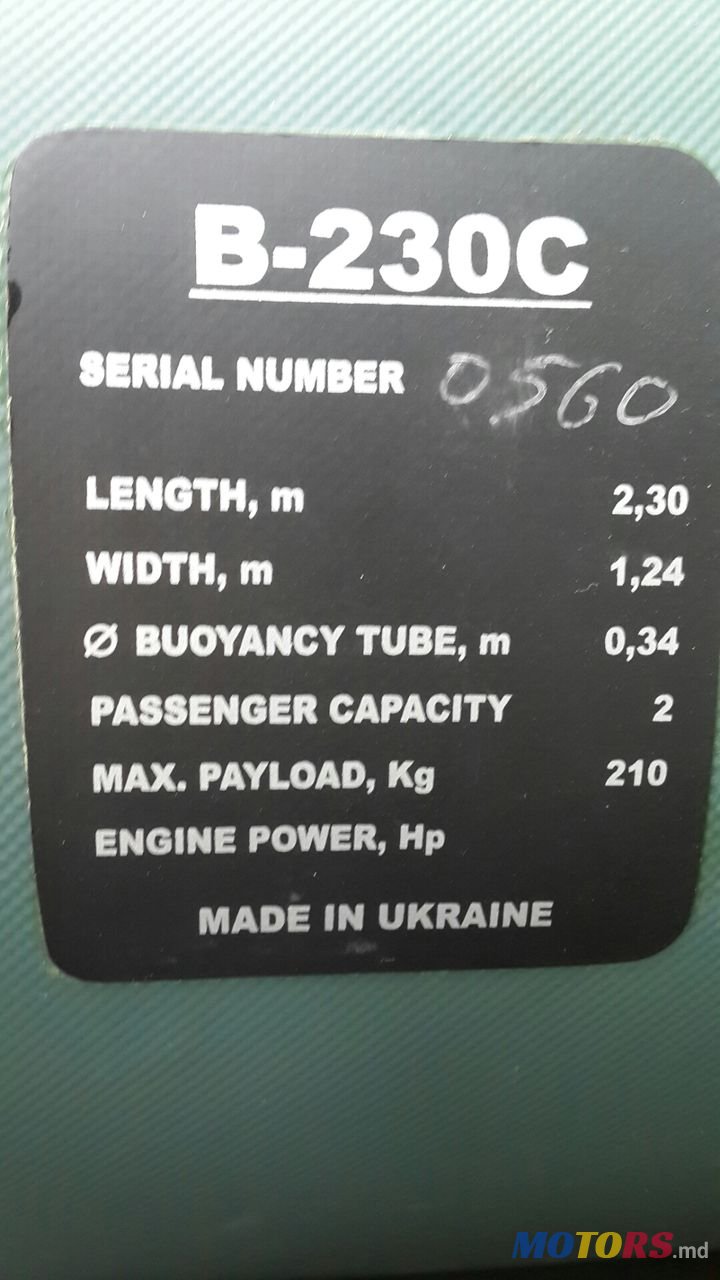 B-230C
SERIAL NUMBER 0560
LENGTH, m 2,30
WIDTH, m 1,24
Ø BUOYANCY TUBE, m 0,34
PASSENGER CAPACITY 2
MAX. PAYLOAD, Kg 210
ENGINE POWER, Hp
MADE IN UKRAINE
MOTORS.md